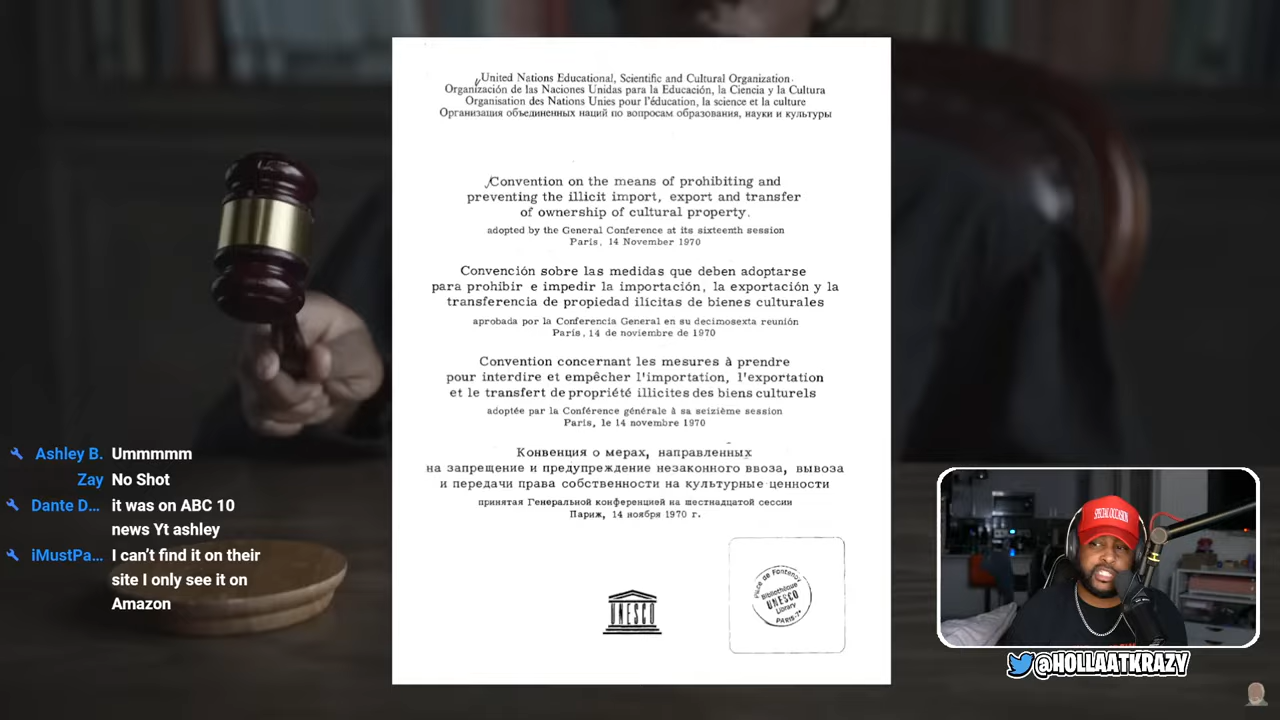 United Nations Educational, Scientific and Cultural Organization
Organización de las Naciones Unidas para la Educación, la Ciencia y la Cultura
Organisation des Nations Unies pour l'éducation, la science et la culture
Организация объединенных наций по вопросам образования, науки и культуры
Convention on the means of prohibiting and
preventing the illicit import, export and transfer
of ownership of cultural property.
adopted by the General Conference at its sixteenth session
Paris, 14 November 1970
Convención sobre las medidas que deben adoptarse
para prohibir e impedir la importación, la exportación y la
transferencia de propiedad ilícitas de bienes culturales
aprobada por la Conferencia General en su decimosexta reunión
París, 14 de noviembre de 1970
Convention concernant les mesures à prendre
pour interdire et empêcher l'importation, l'exportation
et le transfert de propriété illicites des biens culturels
adoptée par la Conférence générale à sa seizième session
Paris, le 14 novembre 1970
Конвенция о мерах, направленных
на запрещение и предупреждение незаконного ввоза, вывоза
и передачи права собственности на культурные ценности
принятая Генеральной конференцией на шестнадцатой сессии
Париж, 14 ноября 1970 г.
UNESCO
Place de Fontenoy
Bibliothèque
UNESCO
Library
PARIS-7e
Ashley B. Ummmmm
Zay No Shot
Dante D... it was on ABC 10
news Yt ashley
iMustPa... I can't find it on their
site I only see it on
Amazon
SPECIAL OCCASION
@HOLLAATKRAZY